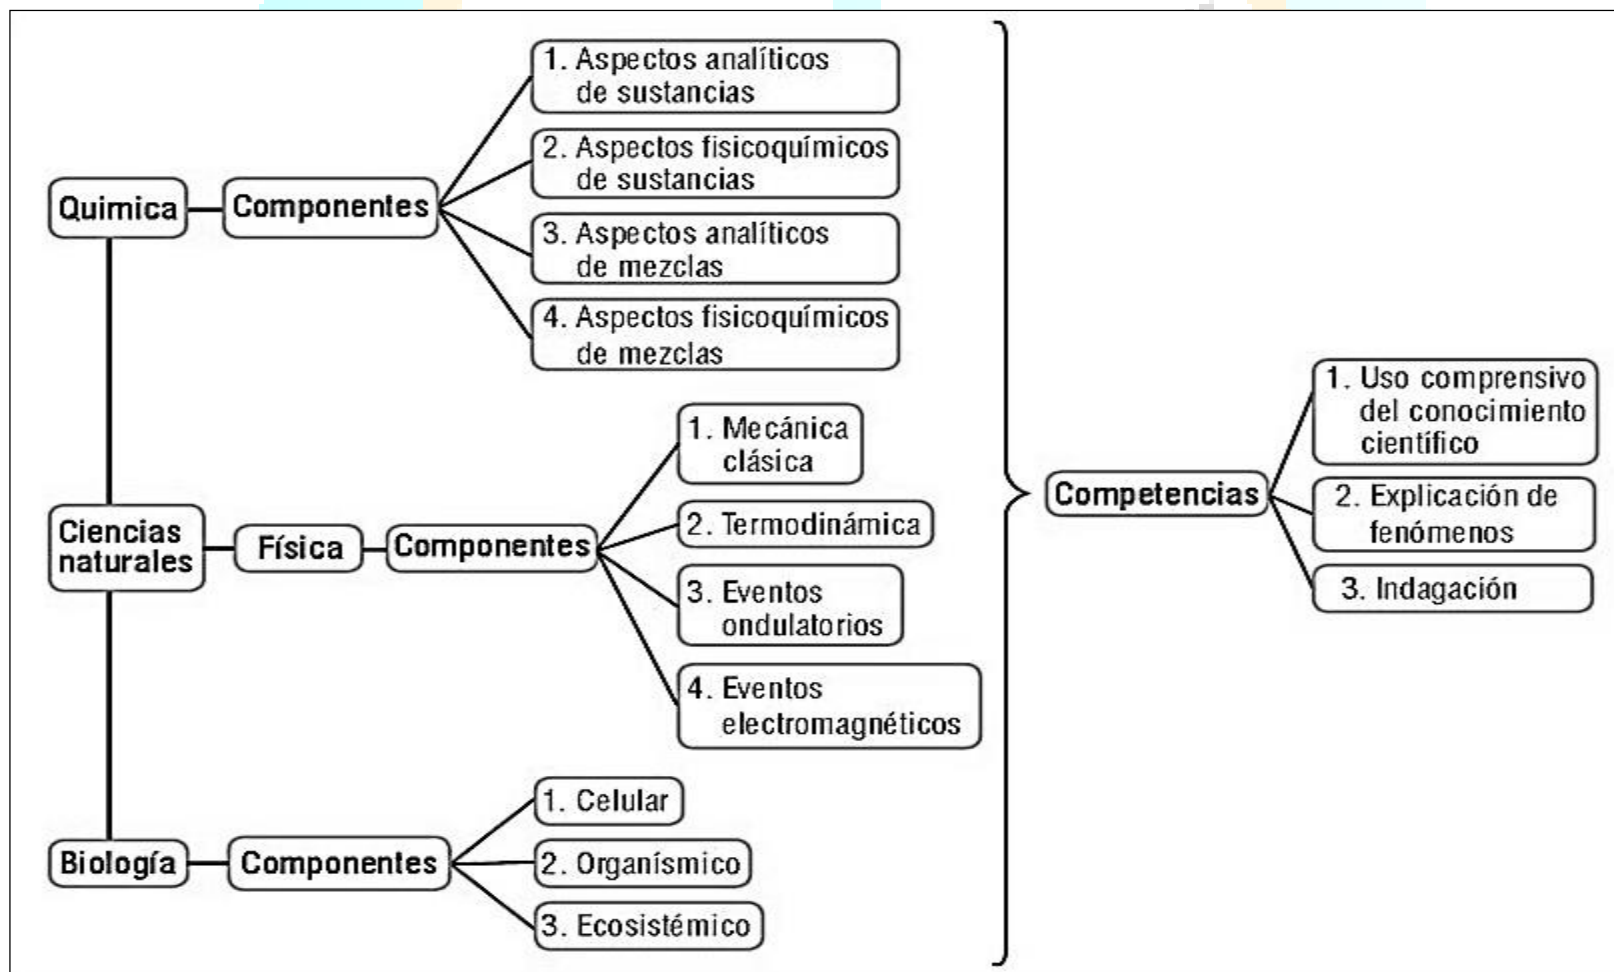 Quimica
Componentes
1. Aspectos analíticos
de sustancias
2. Aspectos fisicoquímicos
de sustancias
3. Aspectos analíticos
de mezclas
4. Aspectos fisicoquímicos
de mezclas
Ciencias
naturales
Física
Componentes
1. Mecánica
clásica
2. Termodinámica
3. Eventos
ondulatorios
4. Eventos
electromagnéticos
Biología
Componentes
1. Celular
2. Organísmico
3. Ecosistémico
Competencias
1. Uso comprensivo
del conocimiento
científico
2. Explicación de
fenómenos
3. Indagación